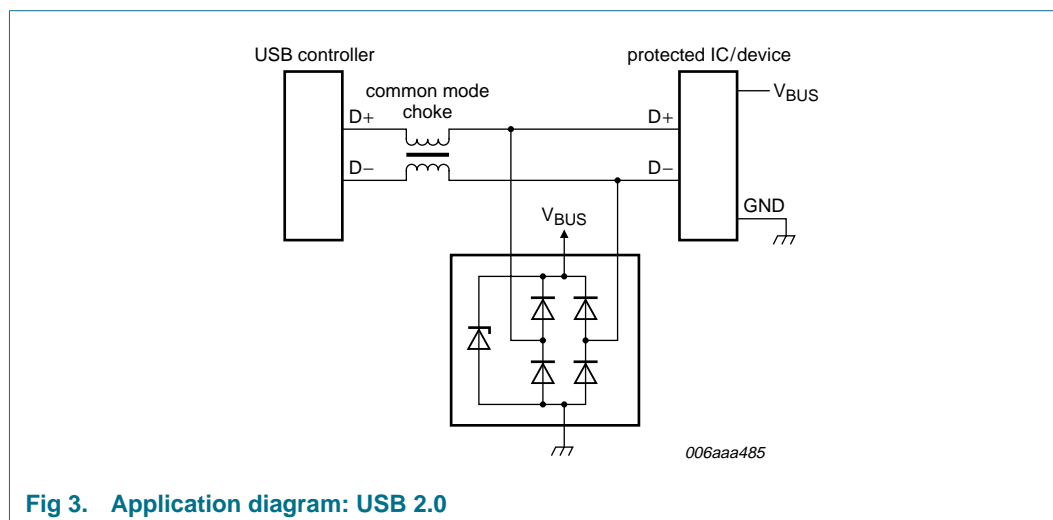 USB controller
protected IC/device
common mode
choke
VBUS
D+
D+
D−
D−
GND
VBUS
006aaa485
Fig 3. Application diagram: USB 2.0